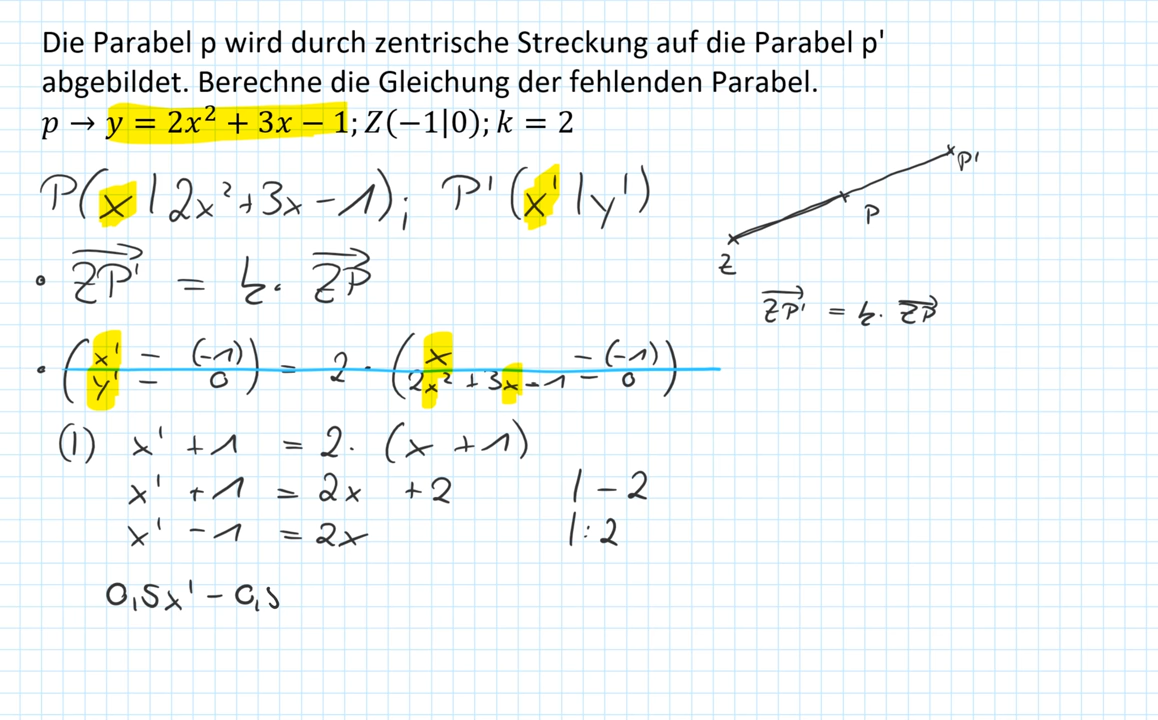 Die Parabel p wird durch zentrische Streckung auf die Parabel p'
abgebildet. Berechne die Gleichung der fehlenden Parabel.
p → y = 2x² + 3x − 1; Z(−1|0); k = 2
P(x | 2x² + 3x − 1); P'(x' | y')
P'
P
Z
• ZP' = k · ZP
ZP' = k · ZP
• (x' − (−1)) = 2 · (x − (−1))
(y' − 0) (2x² + 3x − 1 − 0)
(1) x' + 1 = 2 · (x + 1)
x' + 1 = 2x + 2 | − 2
x' − 1 = 2x | : 2
0,5x' − 0,5